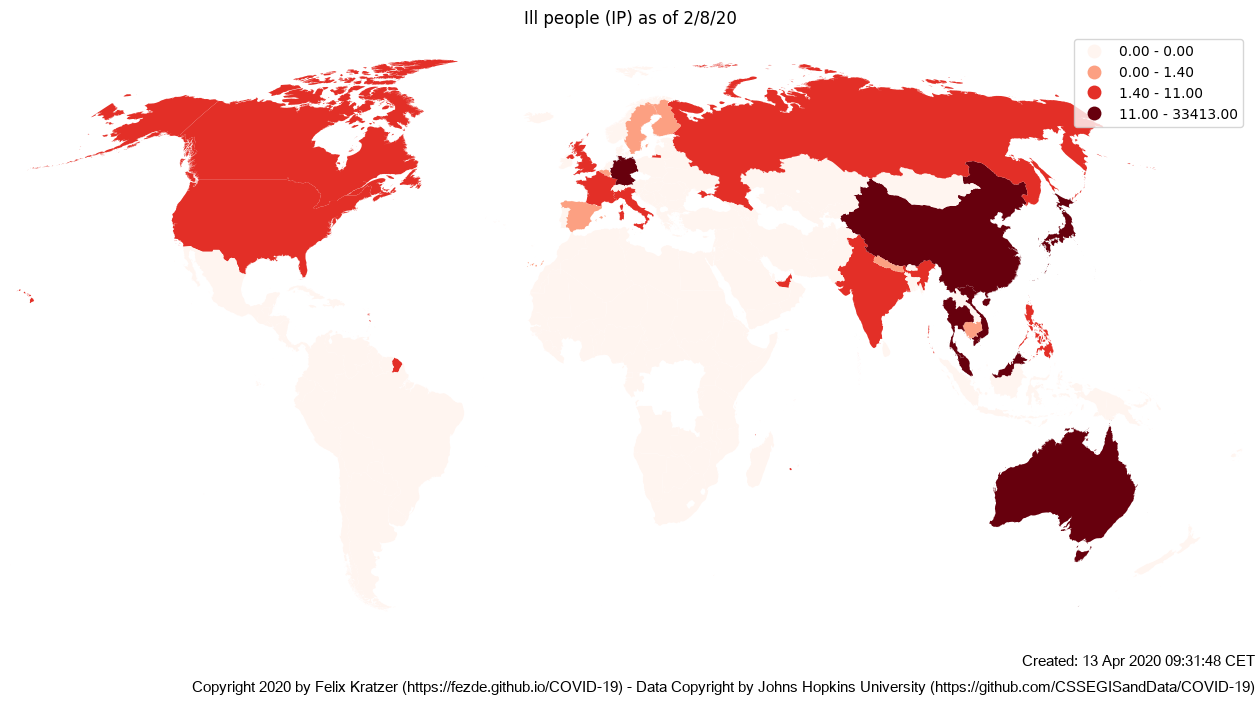 Ill people (IP) as of 2/8/20
0.00 - 0.00
0.00 - 1.40
1.40 - 11.00
11.00 - 33413.00
Created: 13 Apr 2020 09:31:48 CET
Copyright 2020 by Felix Kratzer (https://fezde.github.io/COVID-19) - Data Copyright by Johns Hopkins University (https://github.com/CSSEGISandData/COVID-19)